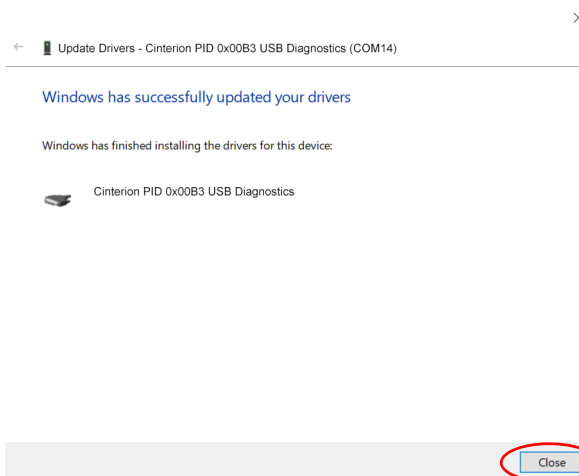 Update Drivers - Cinterion PID 0x00B3 USB Diagnostics (COM14)
Windows has successfully updated your drivers
Windows has finished installing the drivers for this device:
Cinterion PID 0x00B3 USB Diagnostics
Close